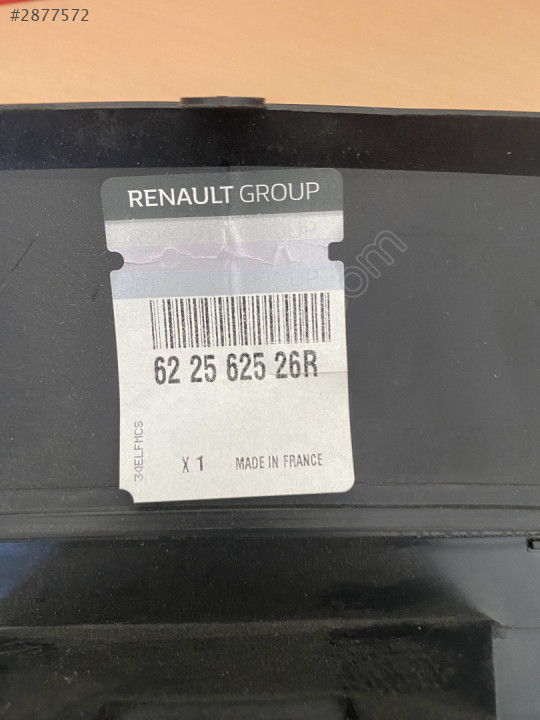 #2877572
RENAULT GROUP
62 25 625 26R
34ELFMCS
X 1 MADE IN FRANCE